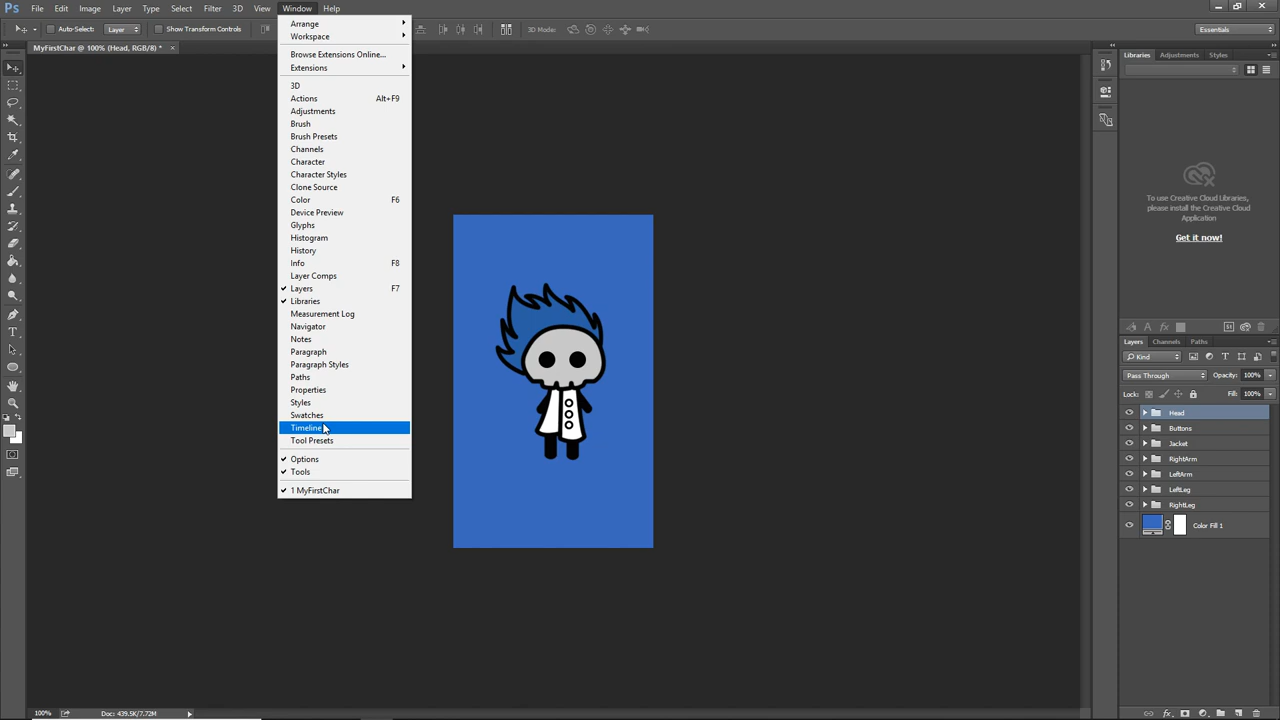 Ps File Edit Image Layer Type Select Filter 3D View Window Help
Auto-Select: Layer Show Transform Controls 3D Mode: Essentials
MyFirstChar @ 100% (Head, RGB/8) * ×
Arrange
Workspace
Browse Extensions Online...
Extensions
3D
Actions Alt+F9
Adjustments
Brush
Brush Presets
Channels
Character
Character Styles
Clone Source
Color F6
Device Preview
Glyphs
Histogram
History
Info F8
Layer Comps
Layers F7
Libraries
Measurement Log
Navigator
Notes
Paragraph
Paragraph Styles
Paths
Properties
Styles
Swatches
Timeline
Tool Presets
Options
Tools
1 MyFirstChar
Libraries Adjustments Styles
To use Creative Cloud Libraries,
please install the Creative Cloud
Application
Get it now!
Layers Channels Paths
Kind
Pass Through Opacity: 100%
Lock: Fill: 100%
Head
Buttons
Jacket
RightArm
LeftArm
LeftLeg
RightLeg
Color Fill 1
100% Doc: 439.5K/7.72M